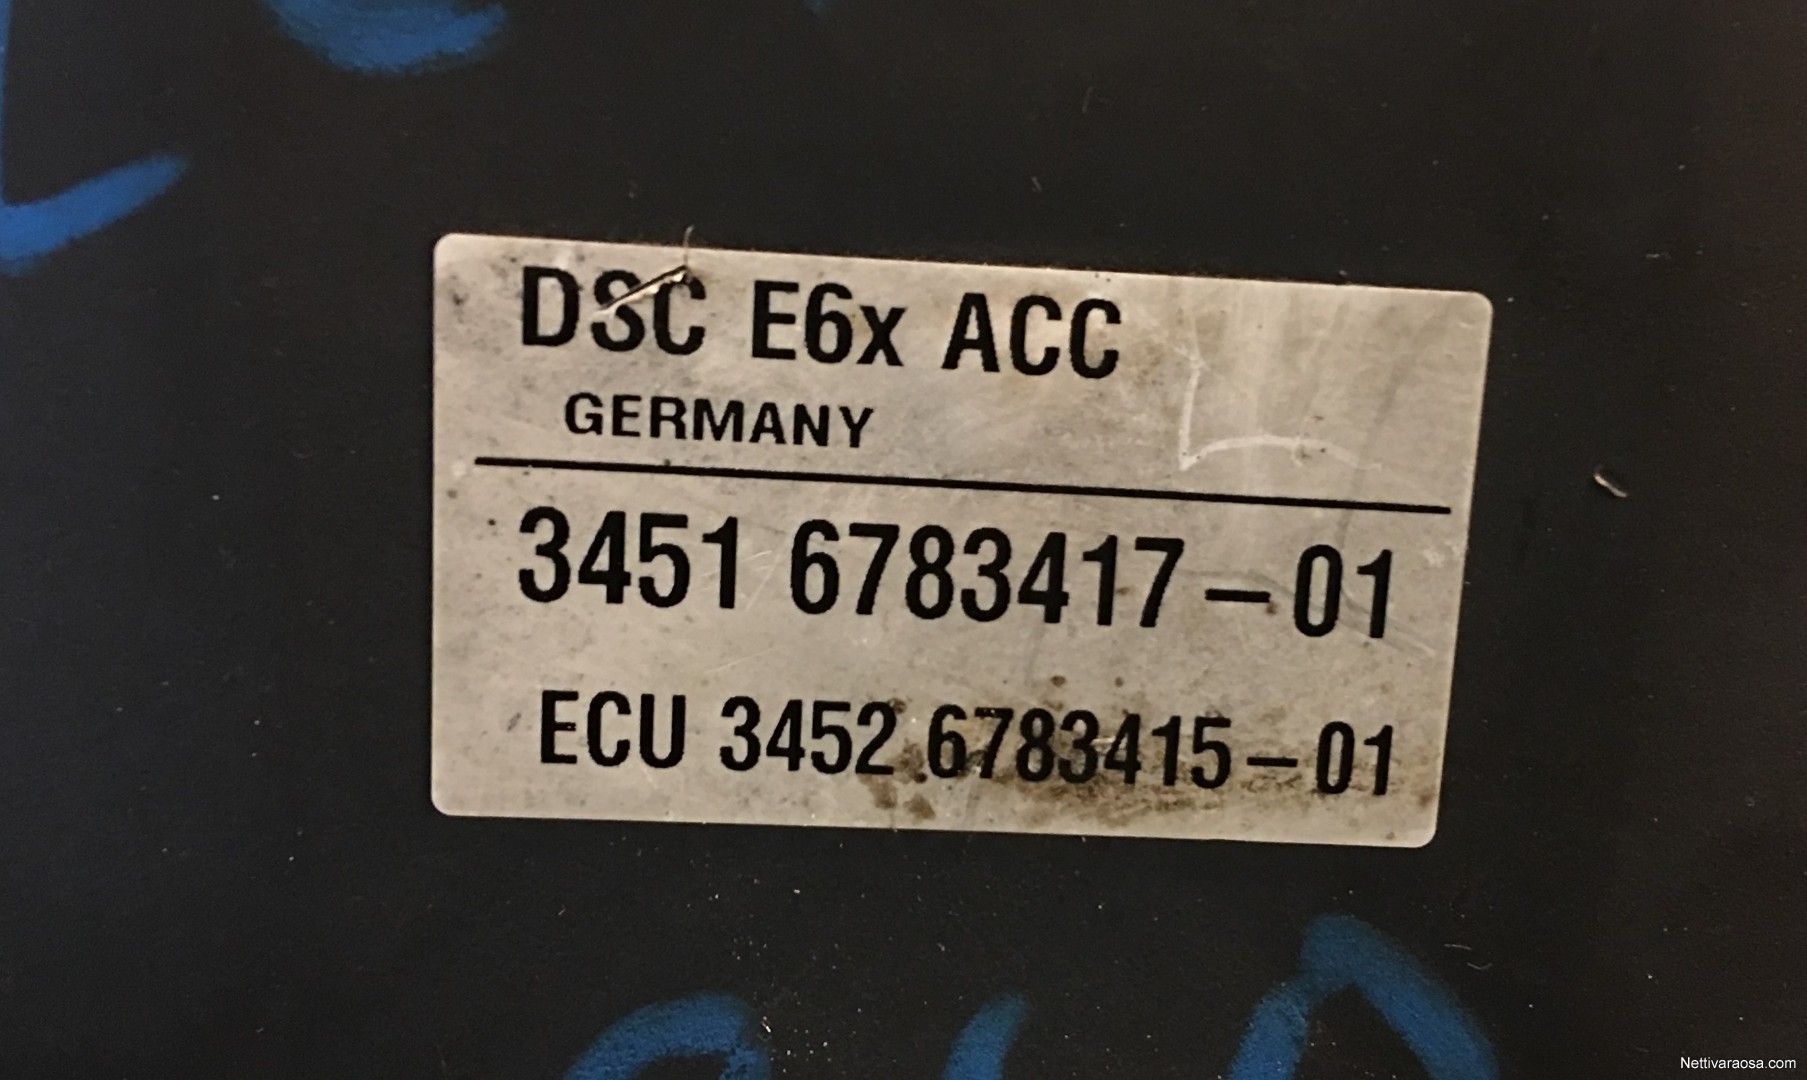 DSC E6x ACC
GERMANY
3451 6783417-01
ECU 3452 6783415-01
Nettivaraosa.com